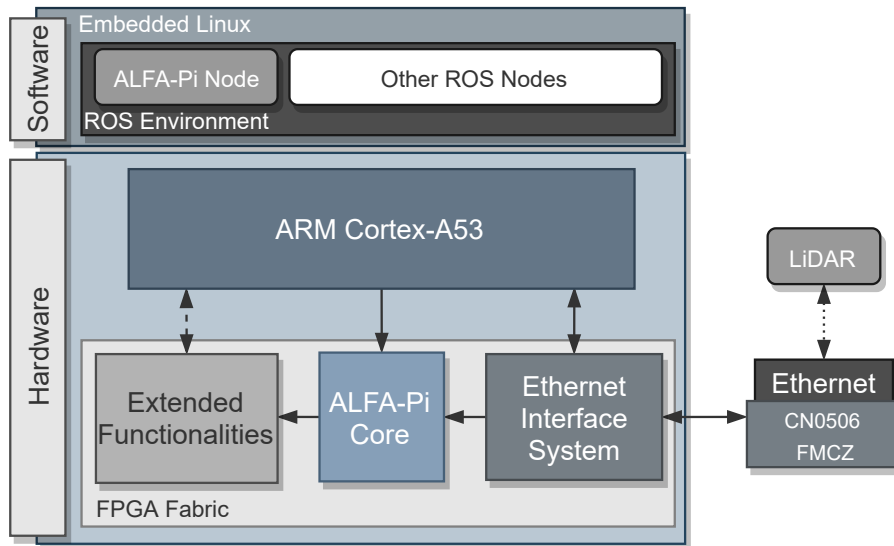 Embedded Linux
Software
ALFA-Pi Node
Other ROS Nodes
ROS Environment
Hardware
ARM Cortex-A53
LiDAR
Extended
Functionalities
ALFA-Pi
Core
Ethernet
Interface
System
Ethernet
CN0506
FMCZ
FPGA Fabric